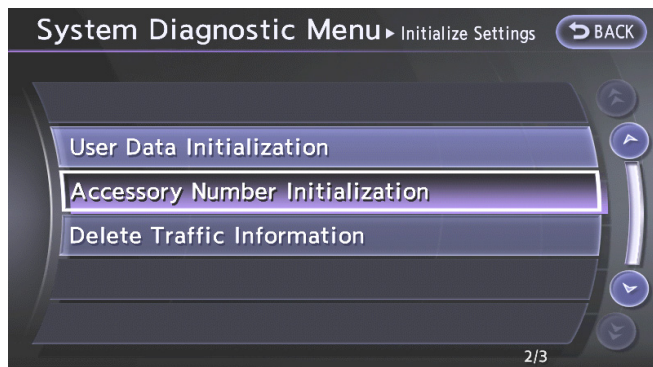 System Diagnostic Menu ▸ Initialize Settings BACK
User Data Initialization
Accessory Number Initialization
Delete Traffic Information
2/3